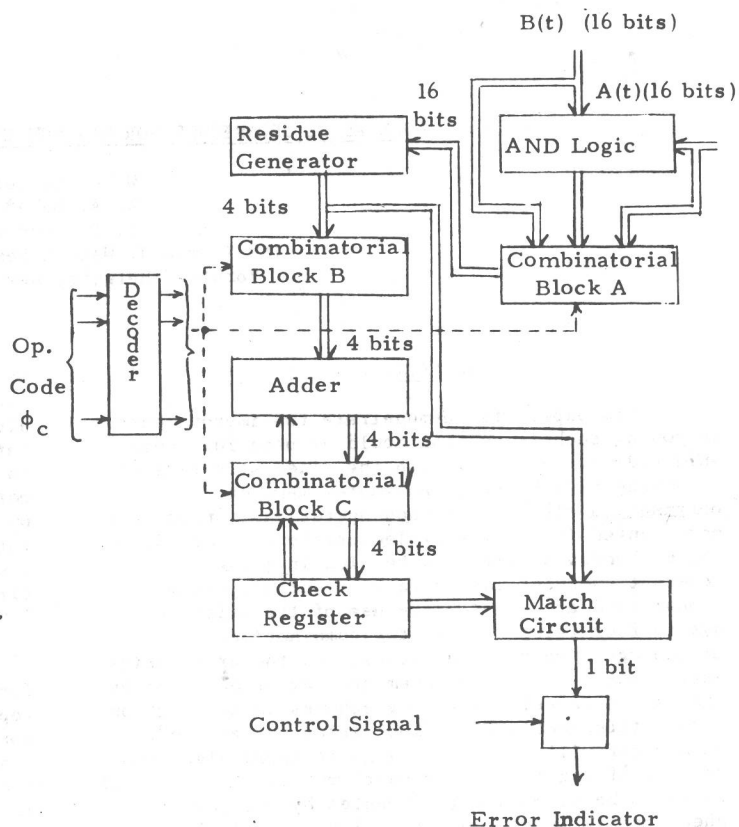 B(t) (16 bits)
16
bits
A(t)(16 bits)
Residue
Generator
AND Logic
4 bits
Combinatorial
Block B
Combinatorial
Block A
Decoder
Op.
Code
ϕc
4 bits
Adder
4 bits
Combinatorial
Block C
4 bits
Check
Register
Match
Circuit
1 bit
Control Signal
Error Indicator